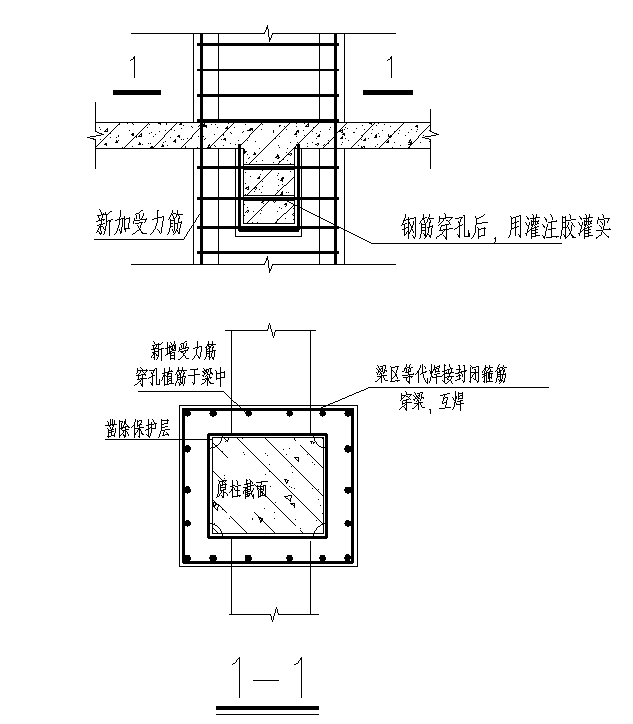 1
1
新加受力筋
钢筋穿孔后，用灌注胶灌实
新增受力筋
穿孔植筋于梁中
梁区等代焊接封闭箍筋
穿梁，互焊
凿除保护层
原柱截面
1-1